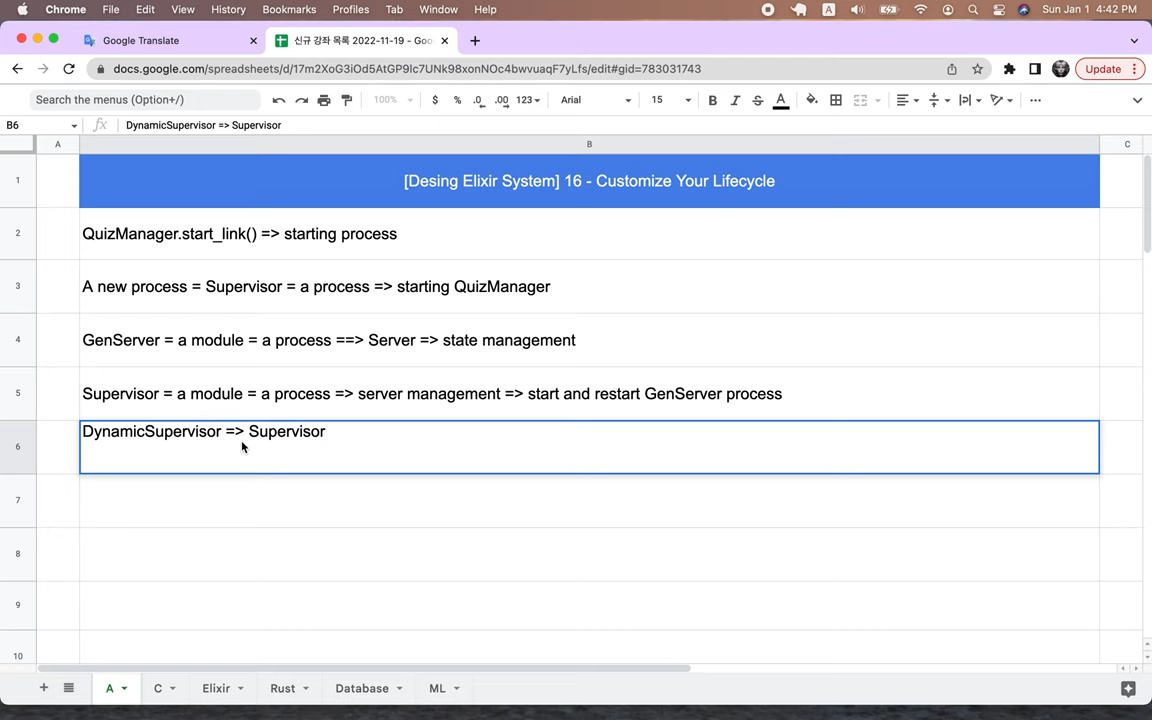 Chrome File Edit View History Bookmarks Profiles Tab Window Help A Sun Jan 1 4:42 PM
Google Translate 신규 강좌 목록 2022-11-19 - Goo
docs.google.com/spreadsheets/d/17m2XoG3iOd5AtGP9lc7UNk98xonNOc4bwvuaqF7yLfs/edit#gid=783031743 Update
Search the menus (Option+/) 100% $ % .0 .00 123 Arial 15 B I S A
B6 fx DynamicSupervisor => Supervisor
A B C
1 [Desing Elixir System] 16 - Customize Your Lifecycle
2 QuizManager.start_link() => starting process
3 A new process = Supervisor = a process => starting QuizManager
4 GenServer = a module = a process ==> Server => state management
5 Supervisor = a module = a process => server management => start and restart GenServer process
6 DynamicSupervisor => Supervisor
7
8
9
10
A C Elixir Rust Database ML